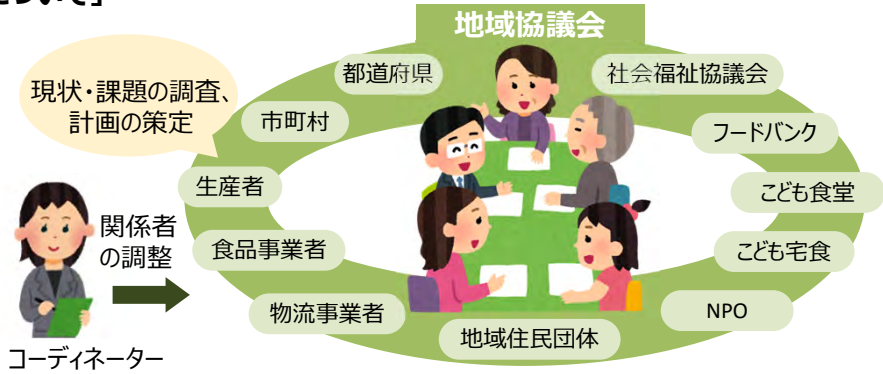 地域協議会
都道府県
社会福祉協議会
現状・課題の調査、
計画の策定
市町村
フードバンク
生産者
こども食堂
関係者
の調整
食品事業者
こども宅食
物流事業者
NPO
地域住民団体
コーディネーター